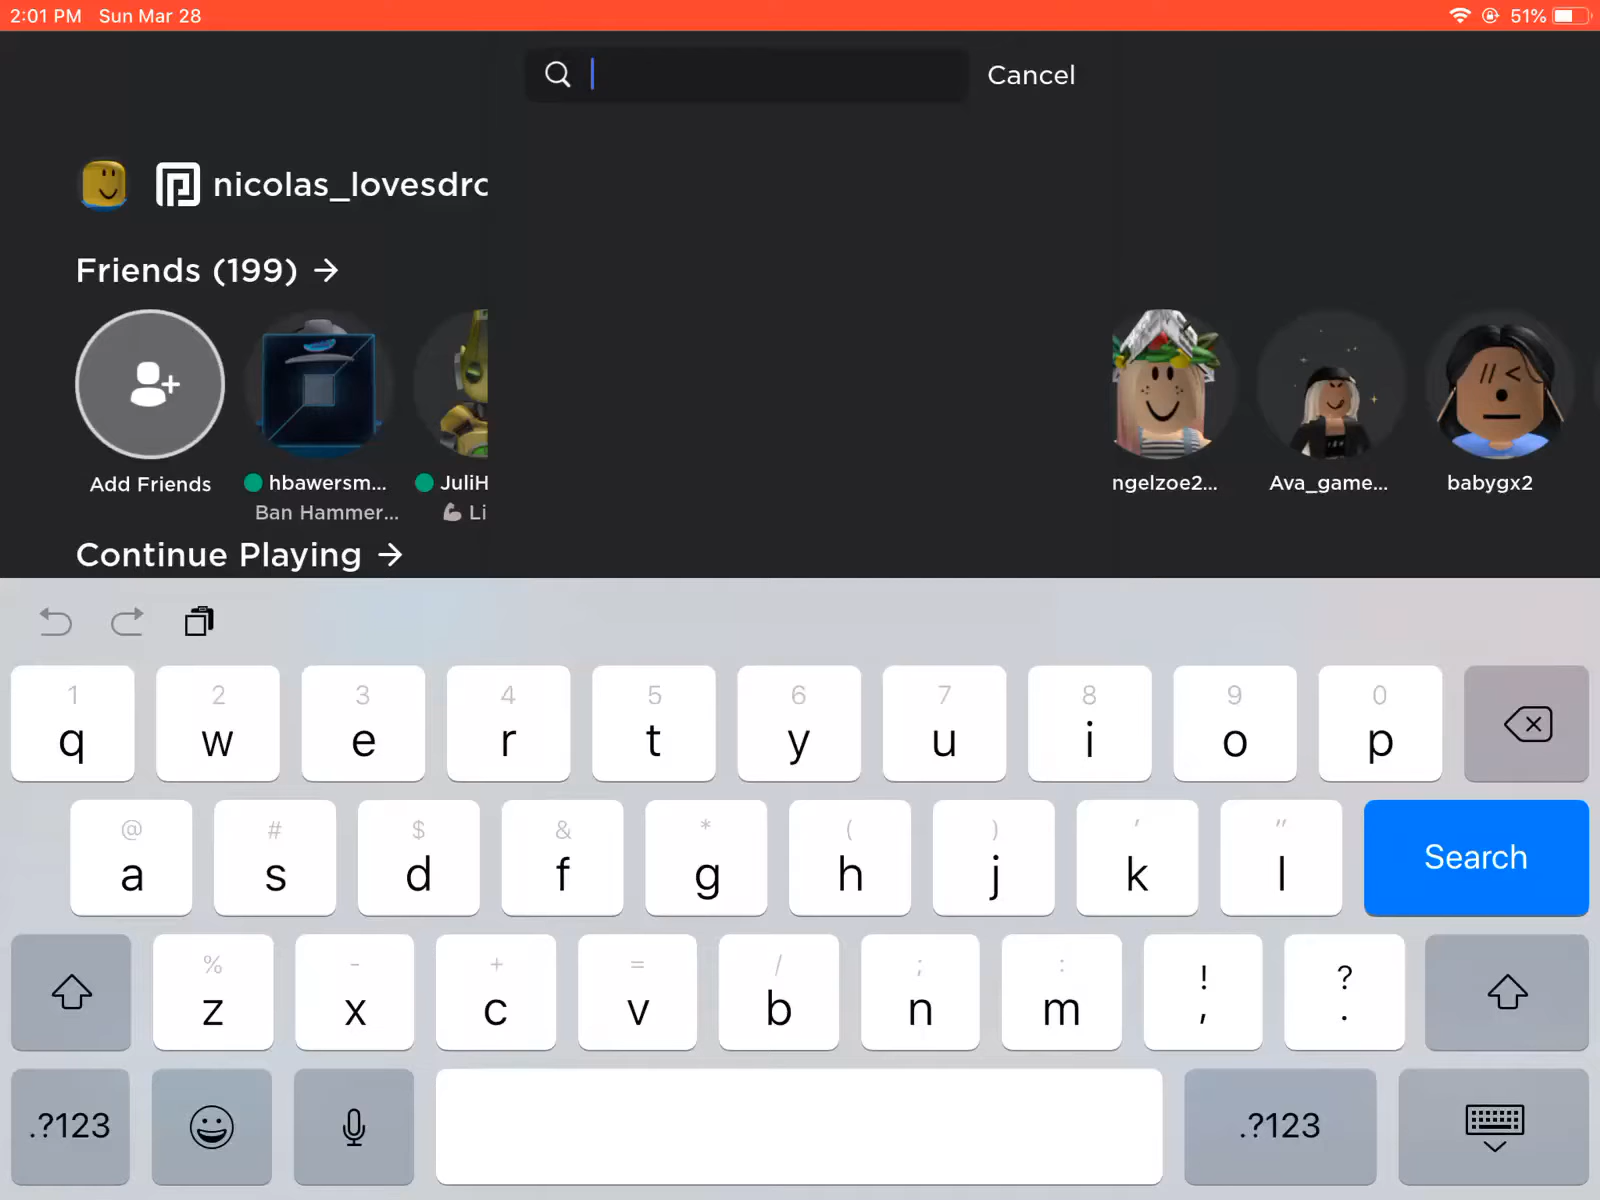 2:01 PM Sun Mar 28 51%
Cancel
nicolas_lovesdrc
Friends (199) →
Add Friends
hbawersm...
Ban Hammer...
JuliH
Li
ngelzoe2...
Ava_game...
babygx2
Continue Playing →
1 2 3 4 5 6 7 8 9 0
q w e r t y u i o p
@ # $ & * ( ) ' "
a s d f g h j k l Search
% - + = / ; : ! ?
z x c v b n m , .
.?123 .?123